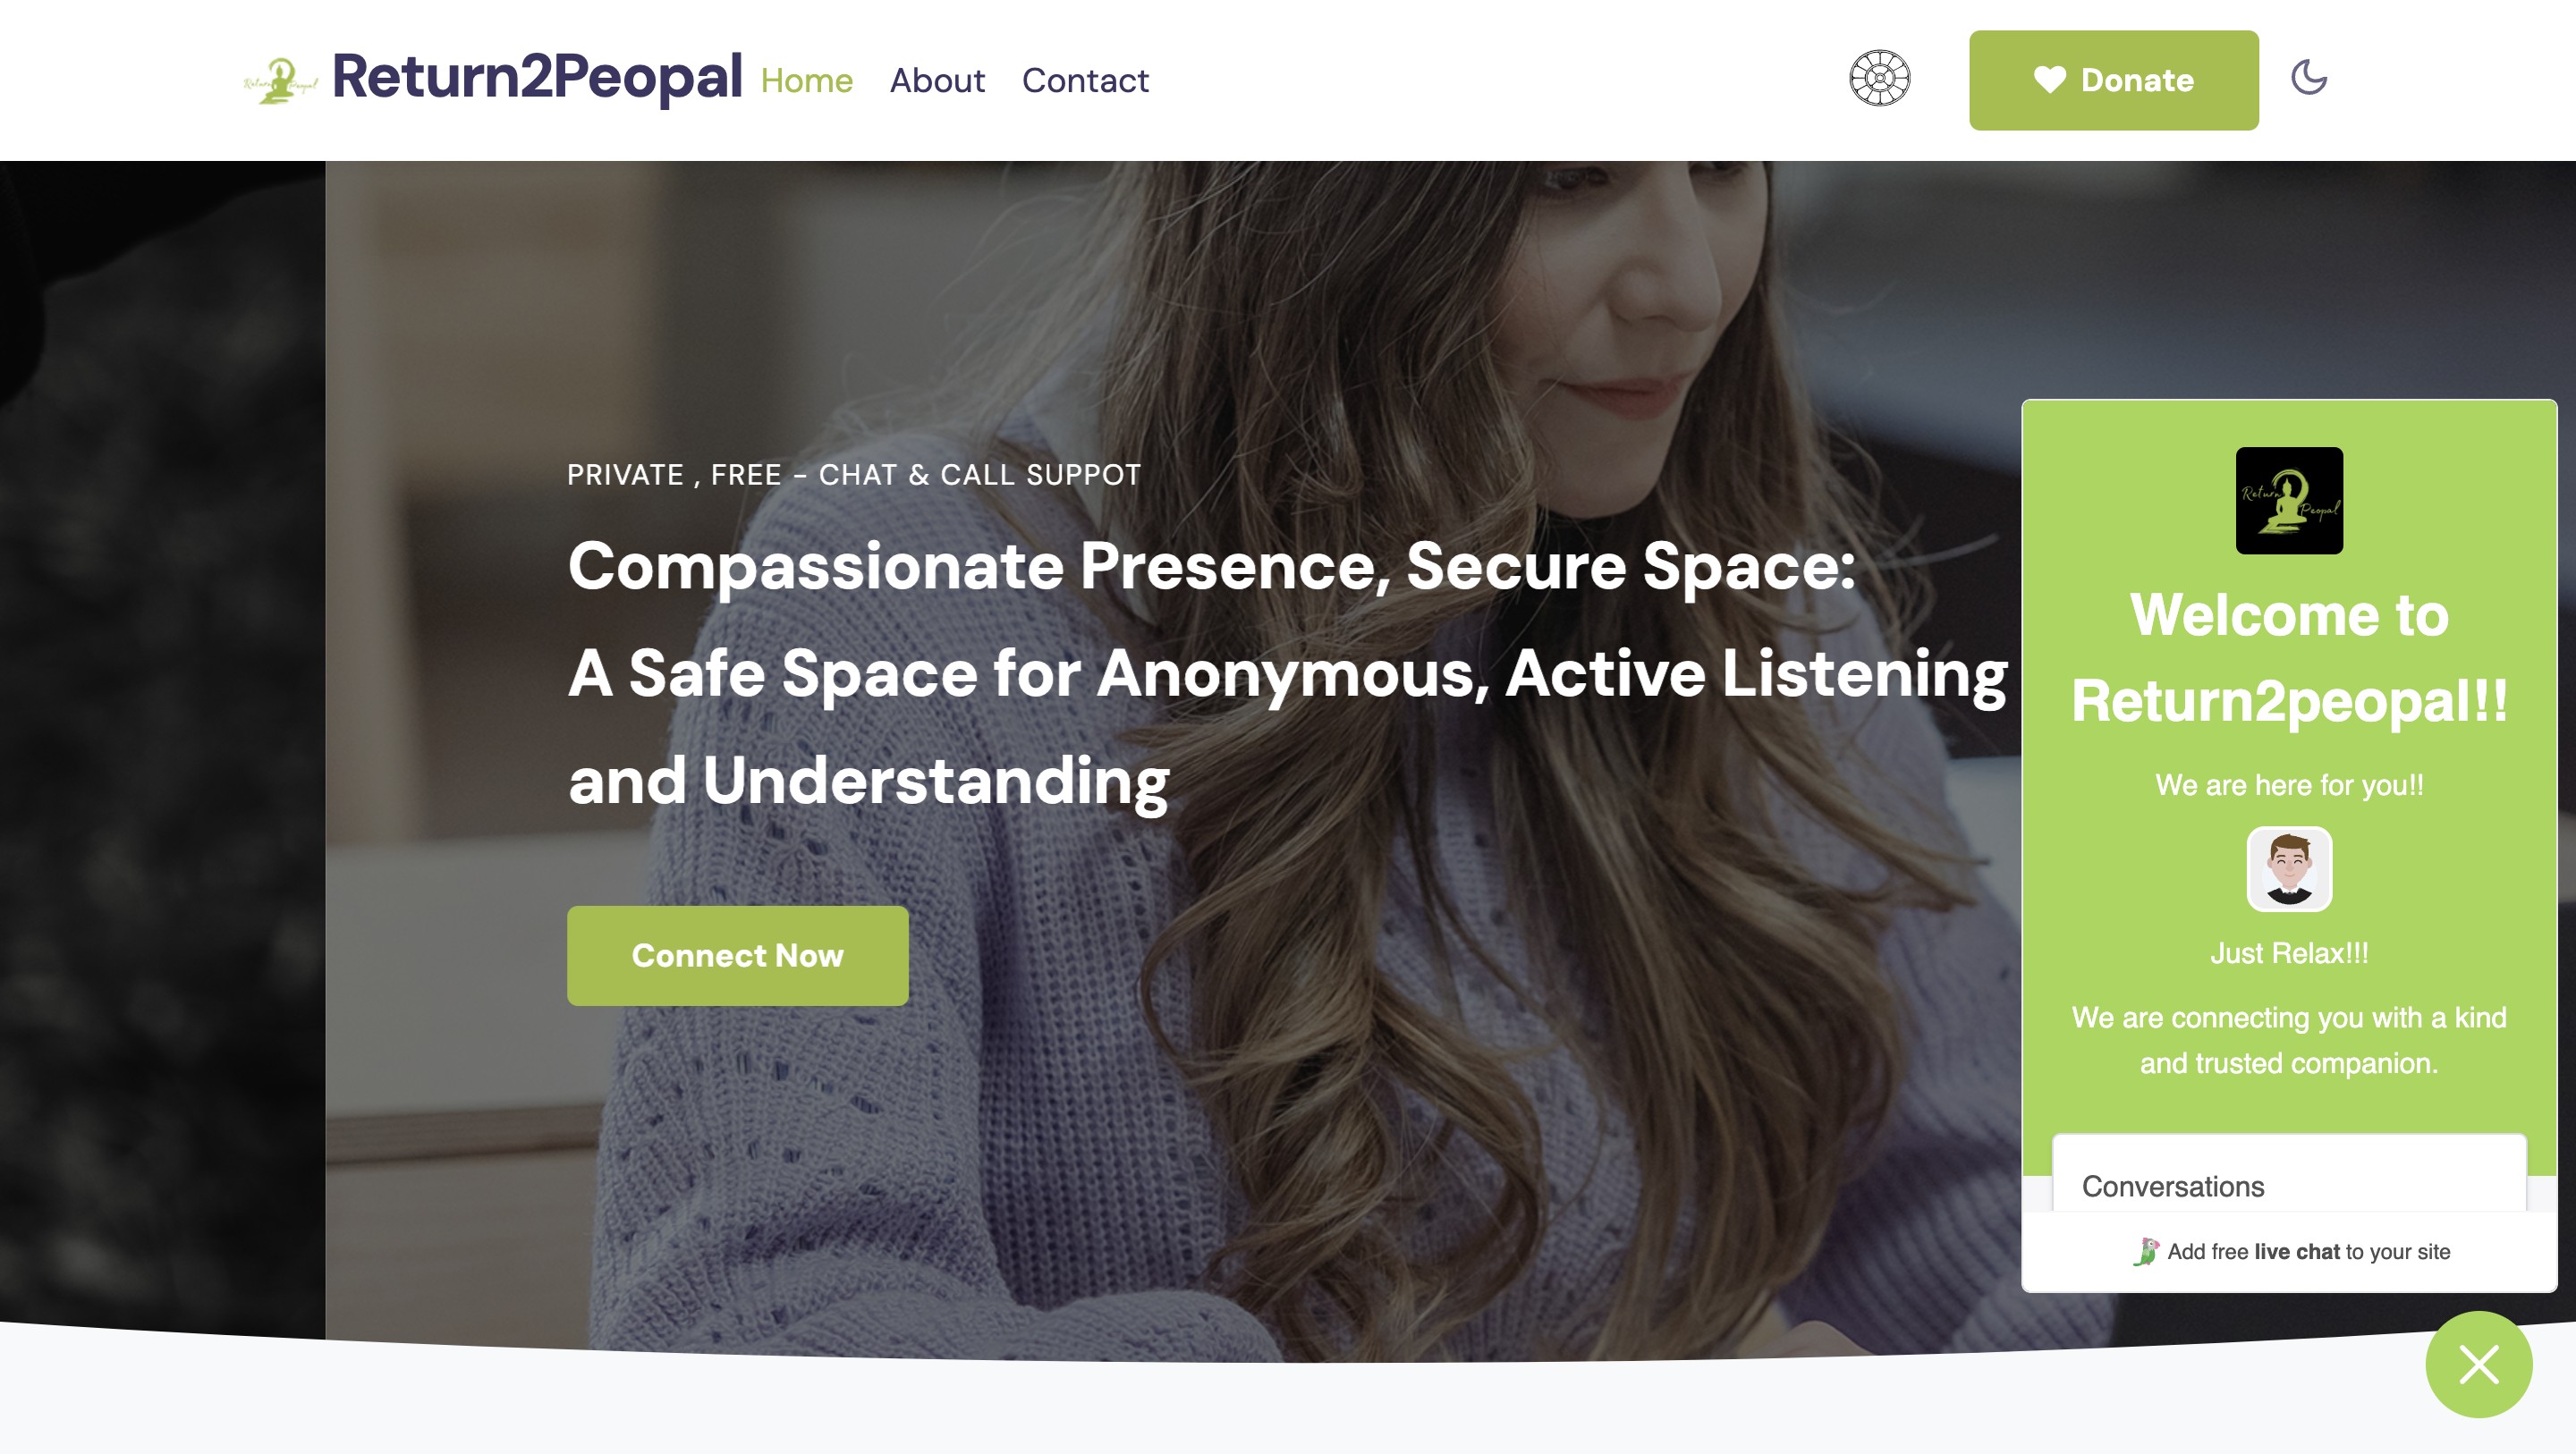 Return Peopal
Return2Peopal
Home
About
Contact
Donate
PRIVATE , FREE - CHAT & CALL SUPPOT
Compassionate Presence, Secure Space:
A Safe Space for Anonymous, Active Listening
and Understanding
Connect Now
Return
Peopal
Welcome to
Return2peopal!!
We are here for you!!
Just Relax!!!
We are connecting you with a kind
and trusted companion.
Conversations
Add free live chat to your site